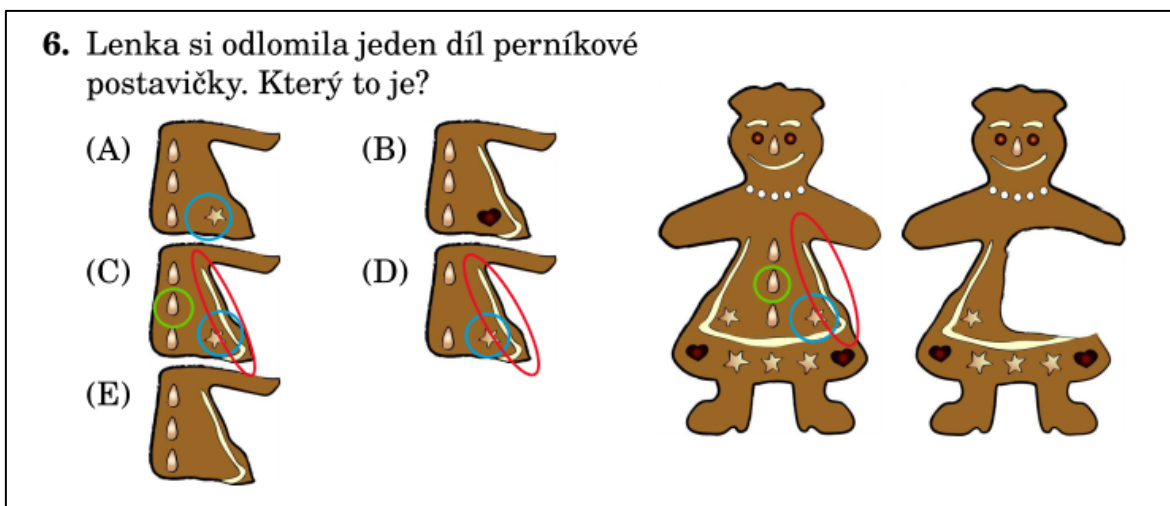 6. Lenka si odlomila jeden díl perníkové
postavičky. Který to je?
(A)
(B)
(C)
(D)
(E)